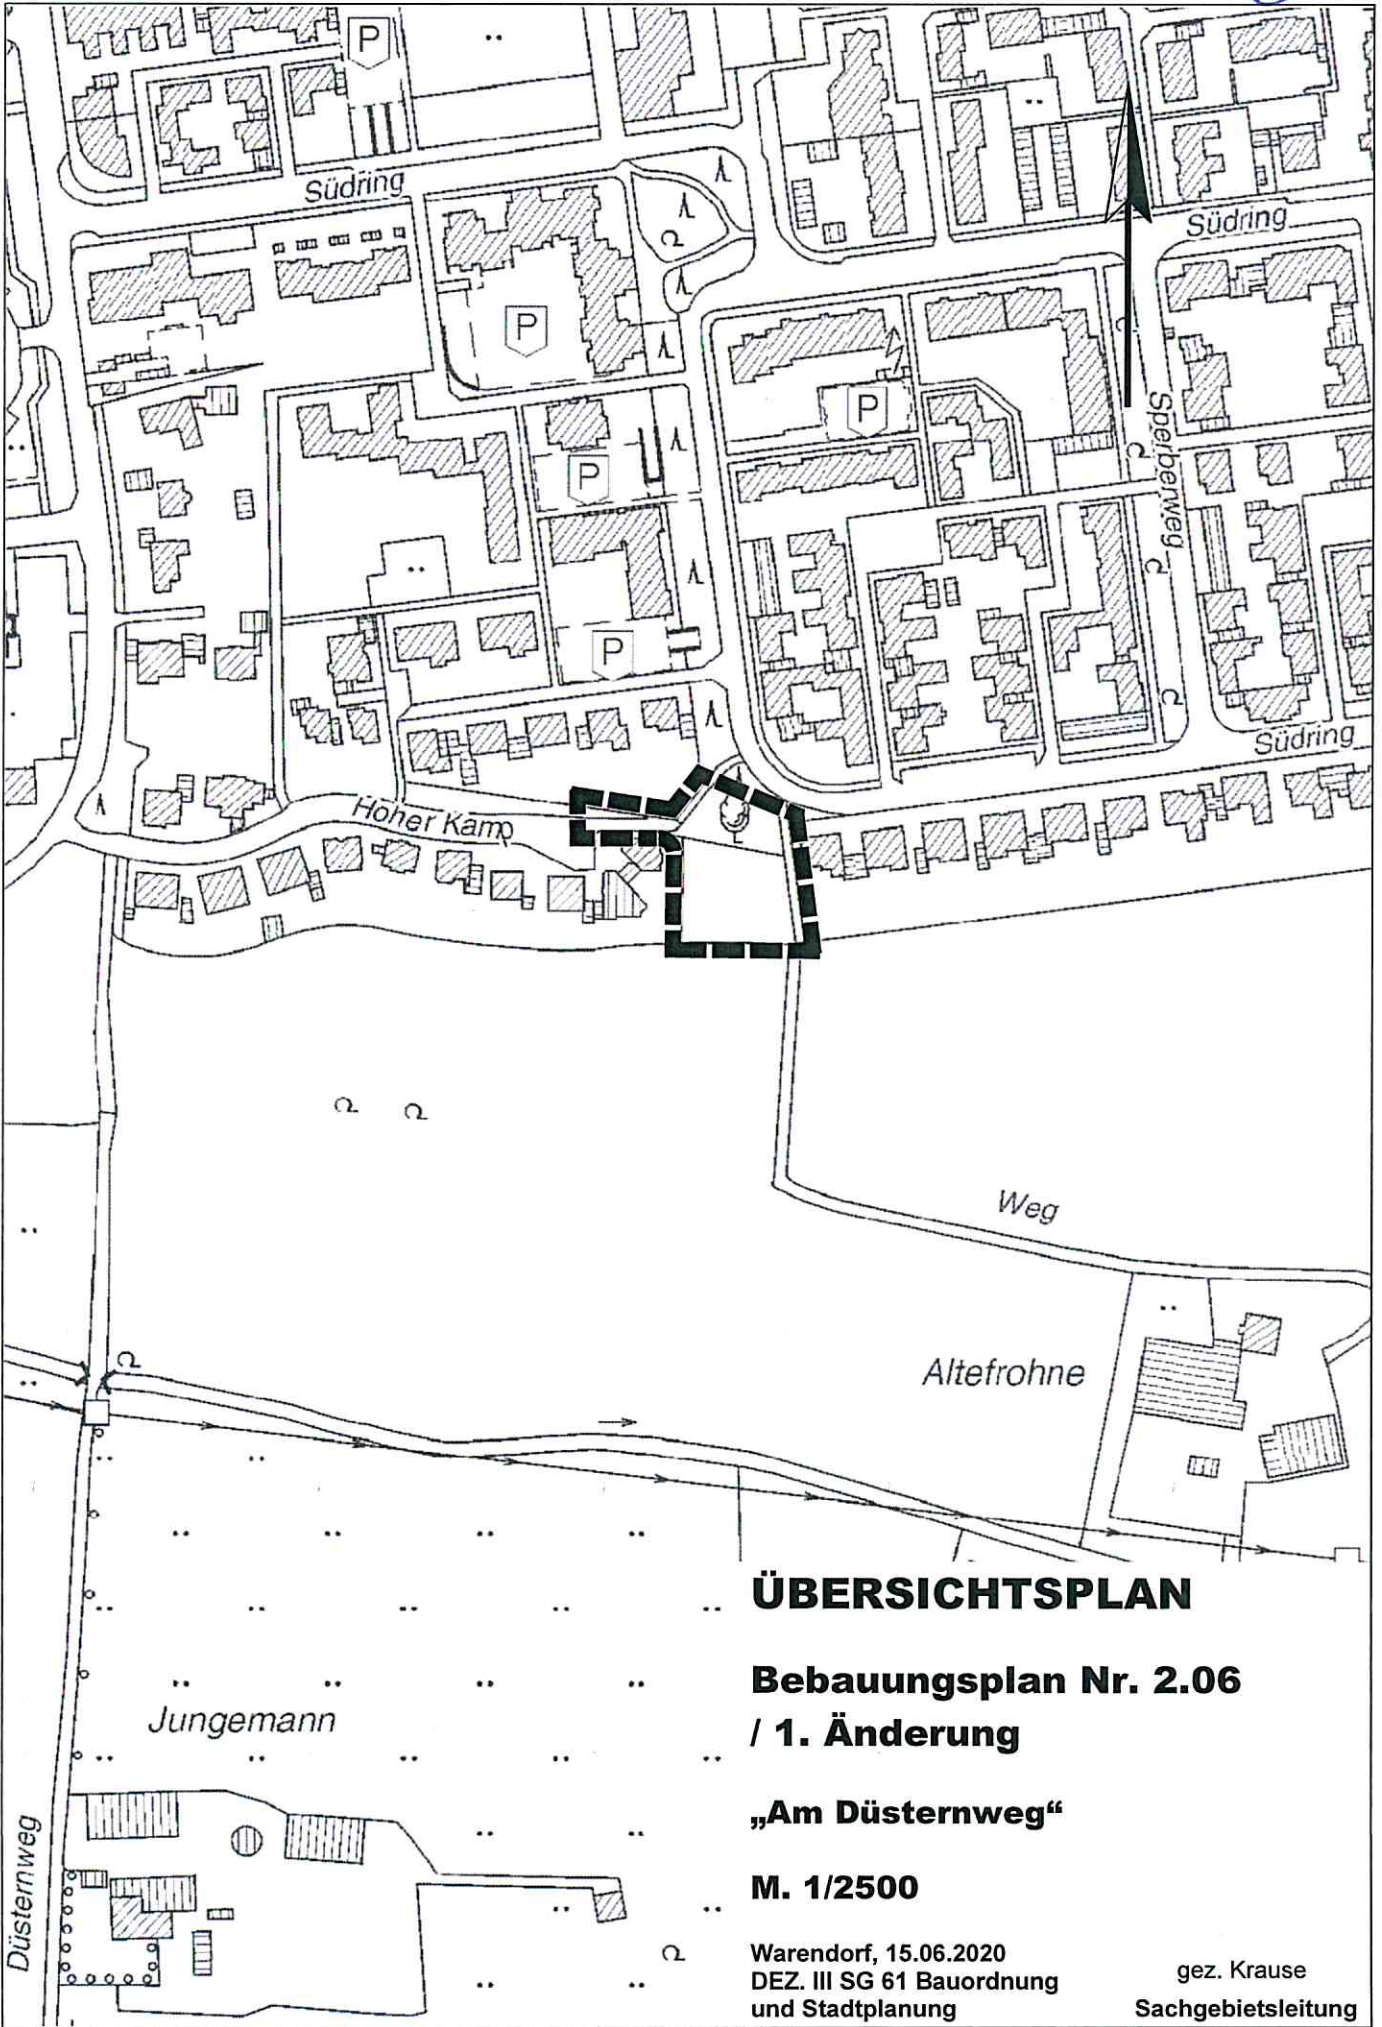 P
Südring
Südring
P
P
Sperberweg
P
P
Südring
Hoher Kamp
Weg
Altefrohne
ÜBERSICHTSPLAN
Bebauungsplan Nr. 2.06
/ 1. Änderung
Jungemann
„Am Düsternweg“
Düsternweg
M. 1/2500
Warendorf, 15.06.2020
DEZ. III SG 61 Bauordnung
und Stadtplanung
gez. Krause
Sachgebietsleitung